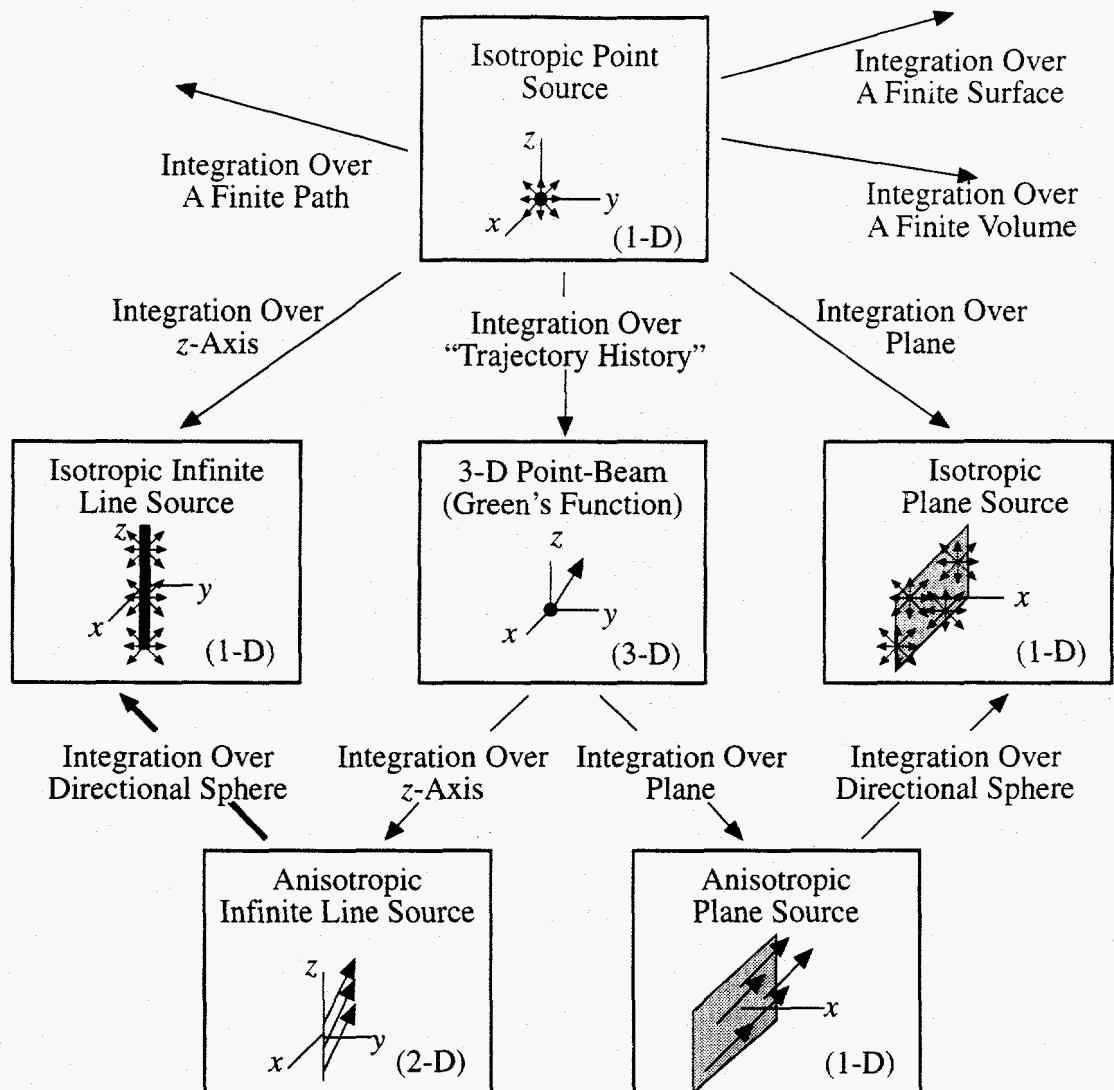 Isotropic Point
Source
z
y
x
(1-D)
Integration Over
A Finite Surface
Integration Over
A Finite Path
Integration Over
A Finite Volume
Integration Over
z-Axis
Integration Over
“Trajectory History”
Integration Over
Plane
Isotropic Infinite
Line Source
z
y
x
(1-D)
3-D Point-Beam
(Green's Function)
z
y
x
(3-D)
Isotropic
Plane Source
x
(1-D)
Integration Over
Directional Sphere
Integration Over
z-Axis
Integration Over
Plane
Integration Over
Directional Sphere
Anisotropic
Infinite Line Source
z
y
x
(2-D)
Anisotropic
Plane Source
x
(1-D)